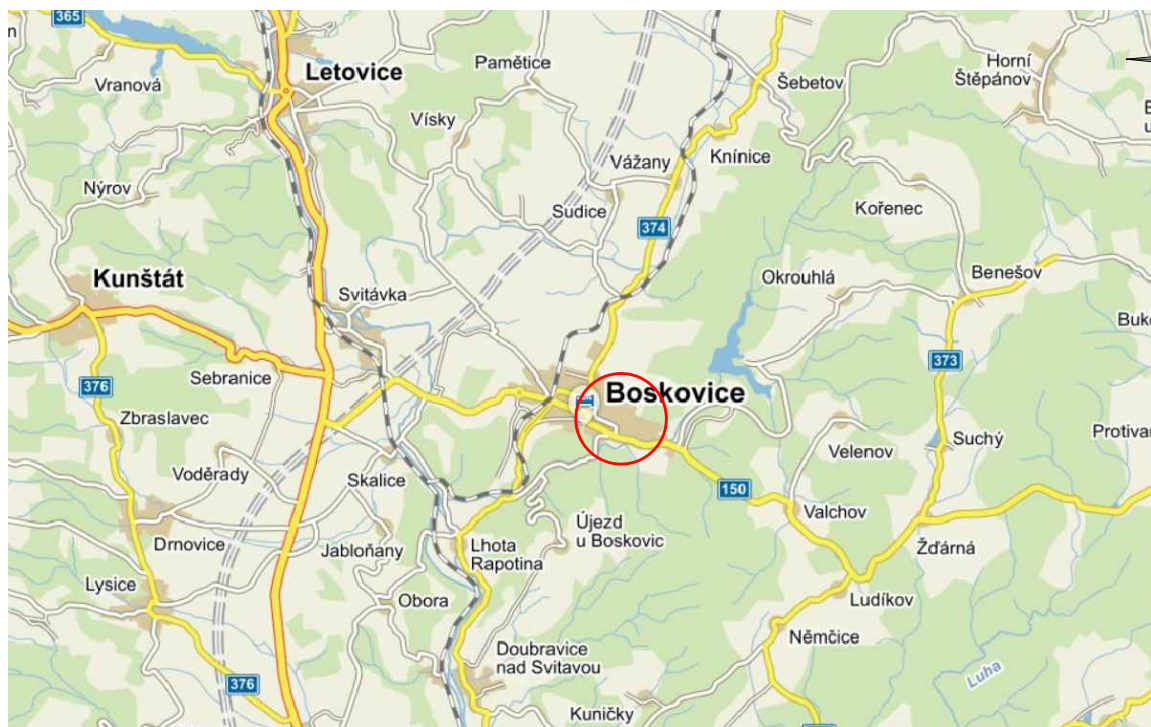 365
n
Letovice
Pamětice
Horní
Štěpánov
Vranová
Šebetov
Vísky
Vážany
Knínice
Nýrov
Sudice
374
Kořenec
Kunštát
Okrouhlá
Benešov
Svitávka
Buko
373
376
Sebranice
Boskovice
Zbraslavec
Suchý
Protivan
Velenov
Voděrady
Skalice
150
Valchov
Újezd
u Boskovic
Drnovice
Jabloňany
Lhota
Rapotina
Žďárná
Lysice
Obora
Ludíkov
Němčice
Doubravice
nad Svitavou
376
Luha
Kuničky